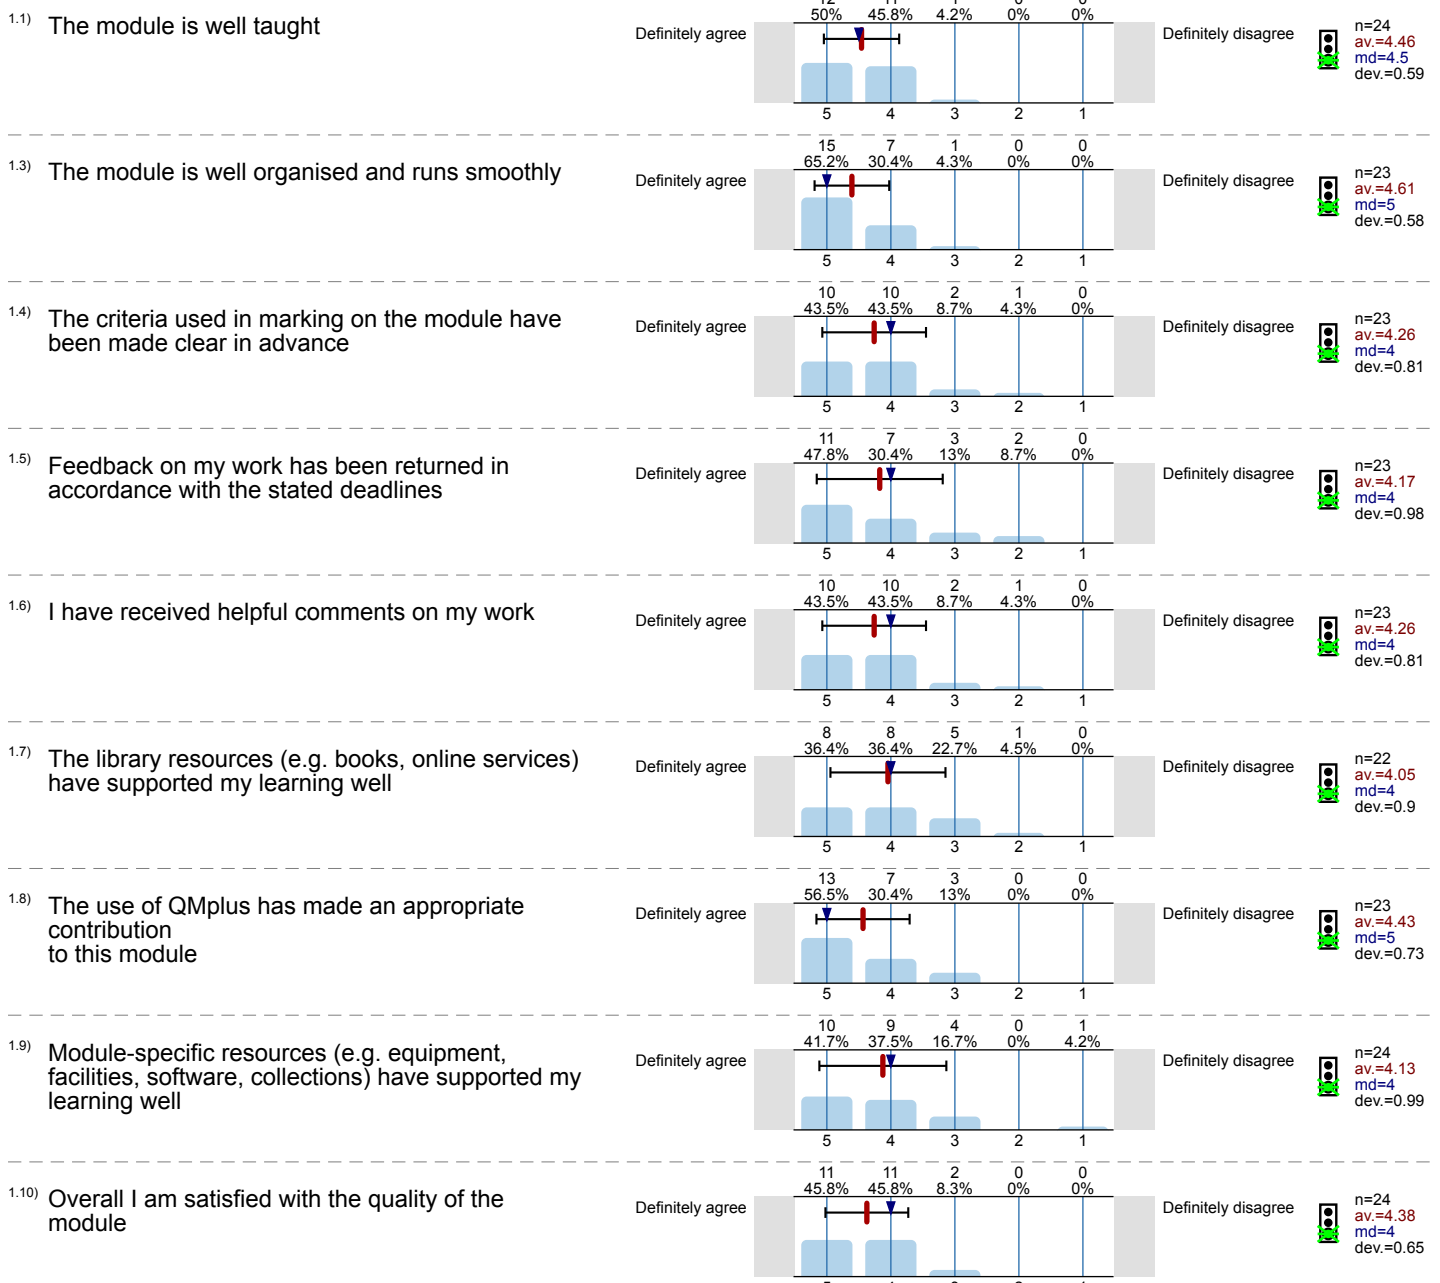 12 11 1 0 0
50% 45.8% 4.2% 0% 0%
1.1) The module is well taught
Definitely agree
Definitely disagree
n=24
av.=4.46
md=4.5
dev.=0.59
5 4 3 2 1
15 7 1 0 0
65.2% 30.4% 4.3% 0% 0%
1.3) The module is well organised and runs smoothly
Definitely agree
Definitely disagree
n=23
av.=4.61
md=5
dev.=0.58
5 4 3 2 1
10 10 2 1 0
43.5% 43.5% 8.7% 4.3% 0%
1.4) The criteria used in marking on the module have
been made clear in advance
Definitely agree
Definitely disagree
n=23
av.=4.26
md=4
dev.=0.81
5 4 3 2 1
11 7 3 2 0
47.8% 30.4% 13% 8.7% 0%
1.5) Feedback on my work has been returned in
accordance with the stated deadlines
Definitely agree
Definitely disagree
n=23
av.=4.17
md=4
dev.=0.98
5 4 3 2 1
10 10 2 1 0
43.5% 43.5% 8.7% 4.3% 0%
1.6) I have received helpful comments on my work
Definitely agree
Definitely disagree
n=23
av.=4.26
md=4
dev.=0.81
5 4 3 2 1
8 8 5 1 0
36.4% 36.4% 22.7% 4.5% 0%
1.7) The library resources (e.g. books, online services)
have supported my learning well
Definitely agree
Definitely disagree
n=22
av.=4.05
md=4
dev.=0.9
5 4 3 2 1
13 7 3 0 0
56.5% 30.4% 13% 0% 0%
1.8) The use of QMplus has made an appropriate
contribution
to this module
Definitely agree
Definitely disagree
n=23
av.=4.43
md=5
dev.=0.73
5 4 3 2 1
10 9 4 0 1
41.7% 37.5% 16.7% 0% 4.2%
1.9) Module-specific resources (e.g. equipment,
facilities, software, collections) have supported my
learning well
Definitely agree
Definitely disagree
n=24
av.=4.13
md=4
dev.=0.99
5 4 3 2 1
11 11 2 0 0
45.8% 45.8% 8.3% 0% 0%
1.10) Overall I am satisfied with the quality of the
module
Definitely agree
Definitely disagree
n=24
av.=4.38
md=4
dev.=0.65